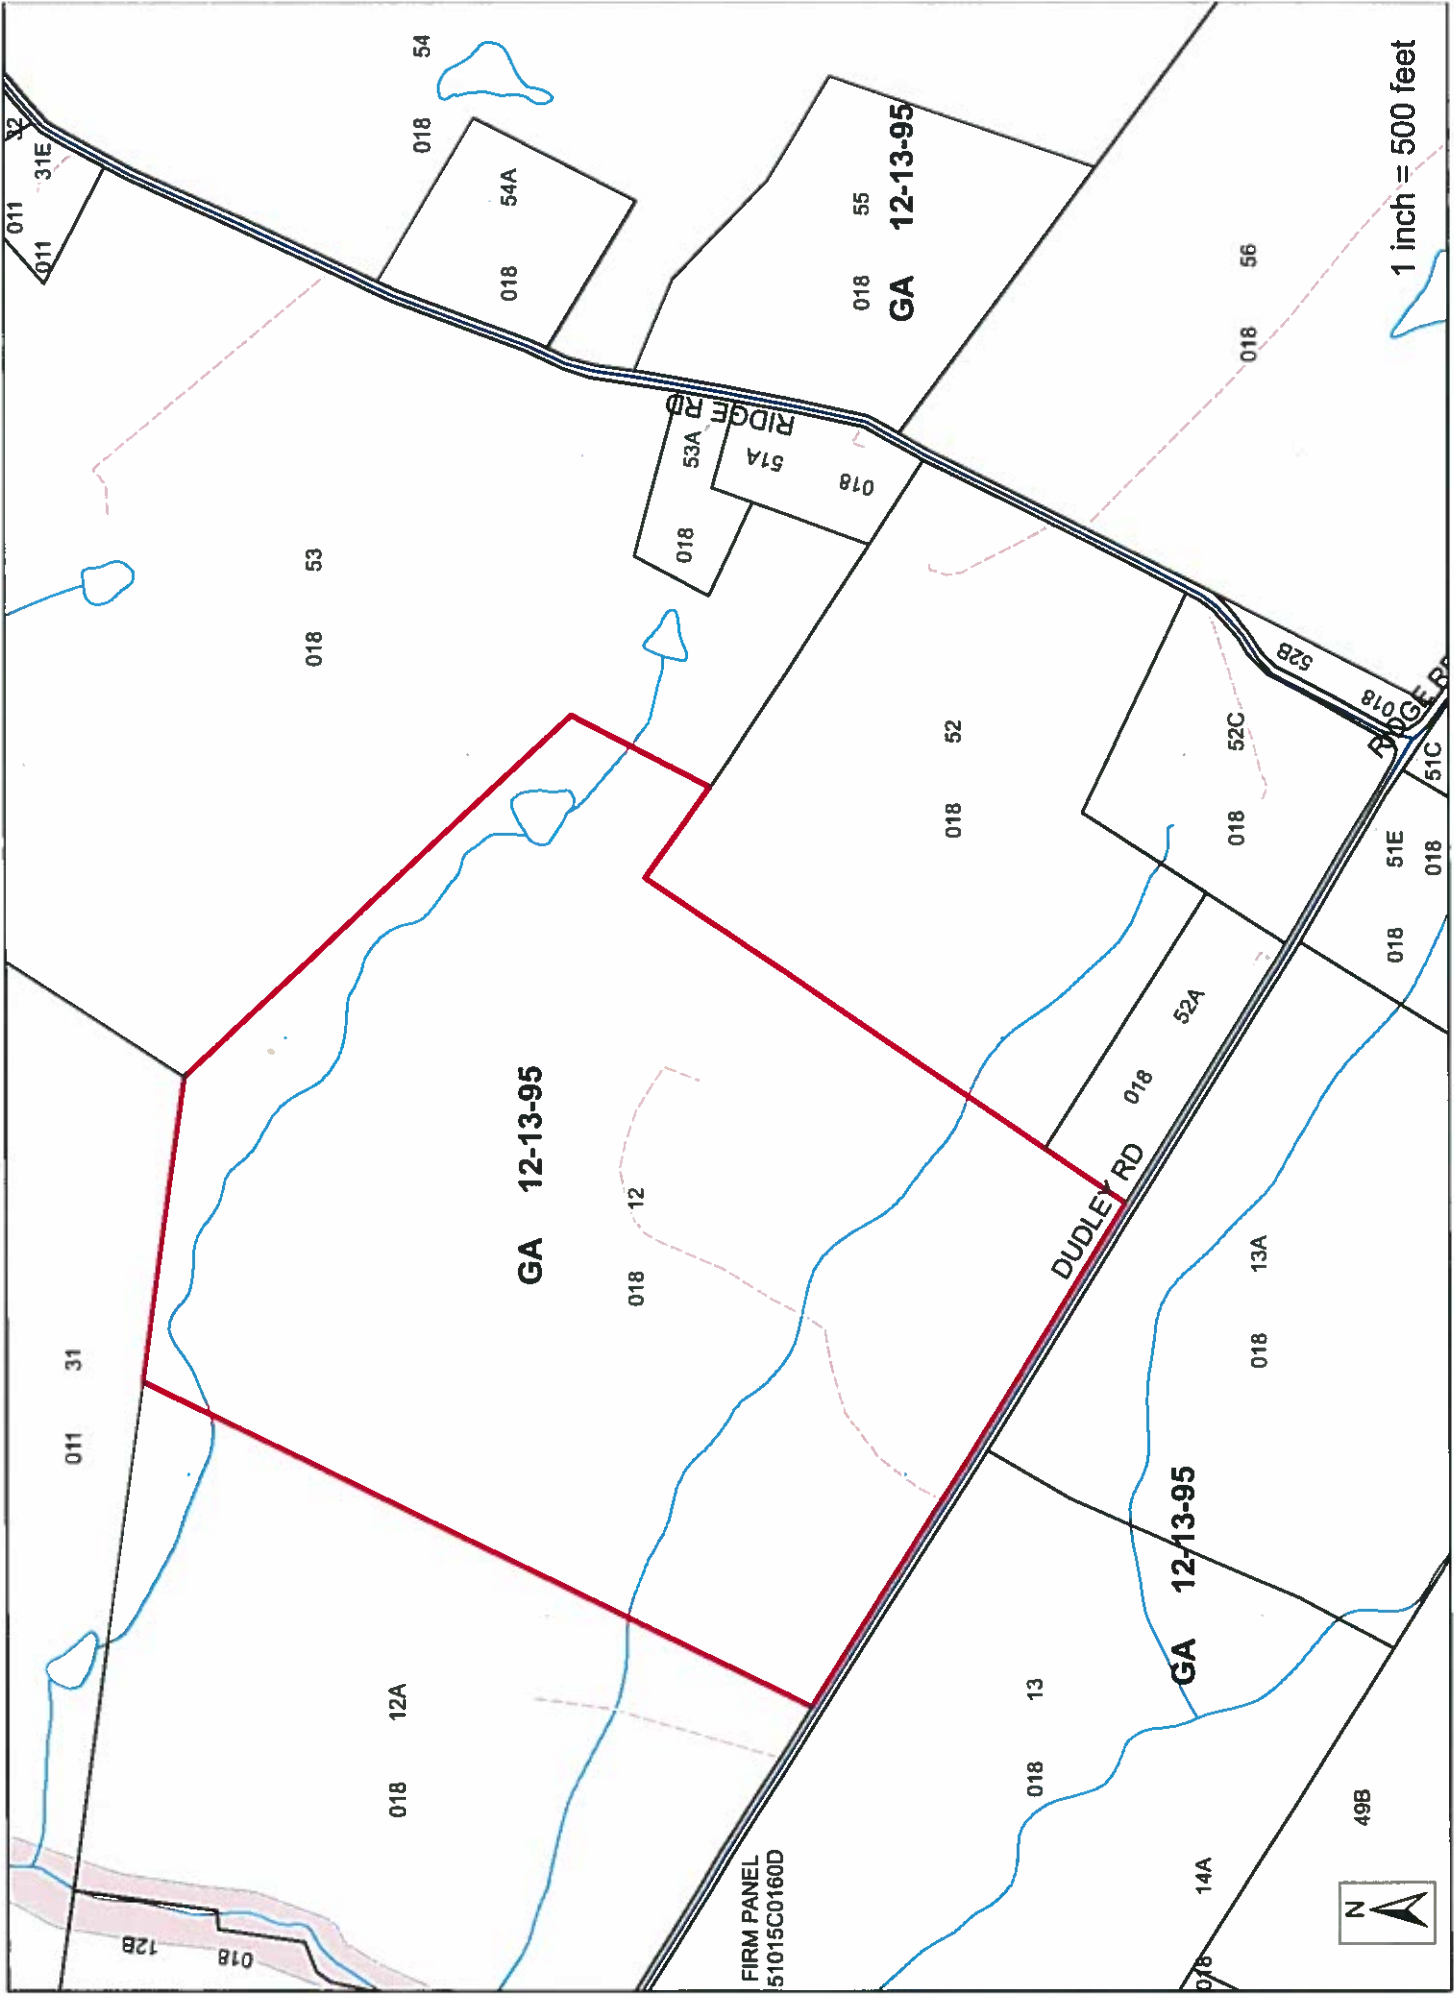 32
011
31E
011
54
018
54A
018
55
018
GA 12-13-95
56
018
1 inch = 500 feet
RIDGE RD
53A
018
51A
018
53
018
52
018
52B
018
RIDGE RD
52C
018
51C
51E
018
018
52A
018
DUDLEY RD
GA 12-13-95
12
018
31
011
13A
018
GA 12-13-95
13
018
12A
018
12B
018
FIRM PANEL
51015C0160D
49B
14A
018
N